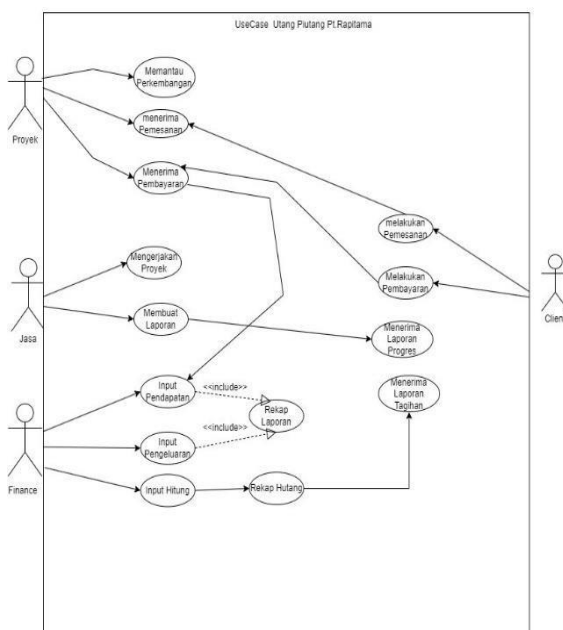 UseCase Utang Piutang Pt.Rapitama
Memantau
Perkembangan
menerima
Pemesanan
Proyek
Menerima
Pembayaran
melakukan
Pemesanan
Mengerjakan
Proyek
Melakukan
Pembayaran
Client
Jasa
Membuat
Laporan
Menerima
Laporan
Progres
Input
Pendapatan
<<include>>
Menerima
Laporan
Tagihan
Rekap
Laporan
<<include>>
Input
Pengeluaran
Finance
Input Hitung
Rekap Hutang